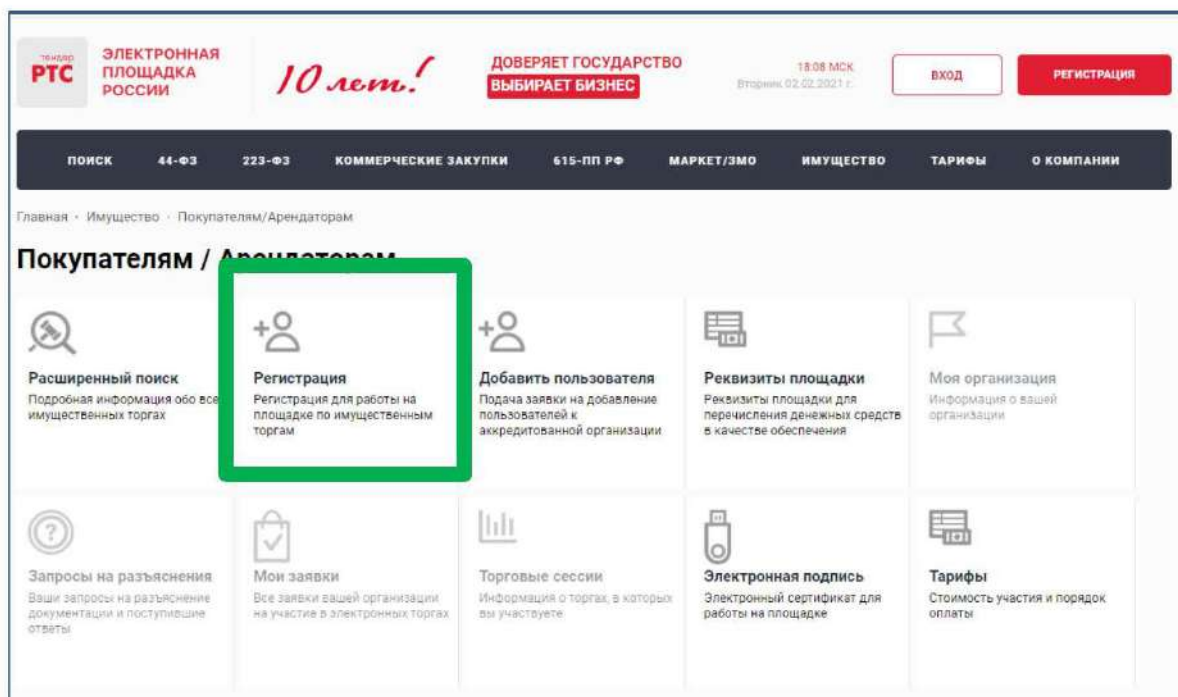 тендер
РТС
ЭЛЕКТРОННАЯ
ПЛОЩАДКА
РОССИИ
10 лет!
ДОВЕРЯЕТ ГОСУДАРСТВО
ВЫБИРАЕТ БИЗНЕС
18:08 МСК
Вторник 02.02.2021 г.
ВХОД
РЕГИСТРАЦИЯ
ПОИСК 44-ФЗ 223-ФЗ КОММЕРЧЕСКИЕ ЗАКУПКИ 615-ПП РФ МАРКЕТ/ЗМО ИМУЩЕСТВО ТАРИФЫ О КОМПАНИИ
Главная · Имущество · Покупателям/Арендаторам
Покупателям / Арендаторам
Расширенный поиск
Подробная информация обо все
имущественных торгах
Регистрация
Регистрация для работы на
площадке по имущественным
торгам
Добавить пользователя
Подача заявки на добавление
пользователей к
аккредитованной организации
Реквизиты площадки
Реквизиты площадки для
перечисления денежных средств
в качестве обеспечения
Моя организация
Информация о вашей
организации
Запросы на разъяснения
Ваши запросы на разъяснение
документации и поступившие
ответы
Мои заявки
Все заявки вашей организации
на участие в электронных торгах
Торговые сессии
Информация о торгах, в которых
вы участвуете
Электронная подпись
Электронный сертификат для
работы на площадке
Тарифы
Стоимость участия и порядок
оплаты